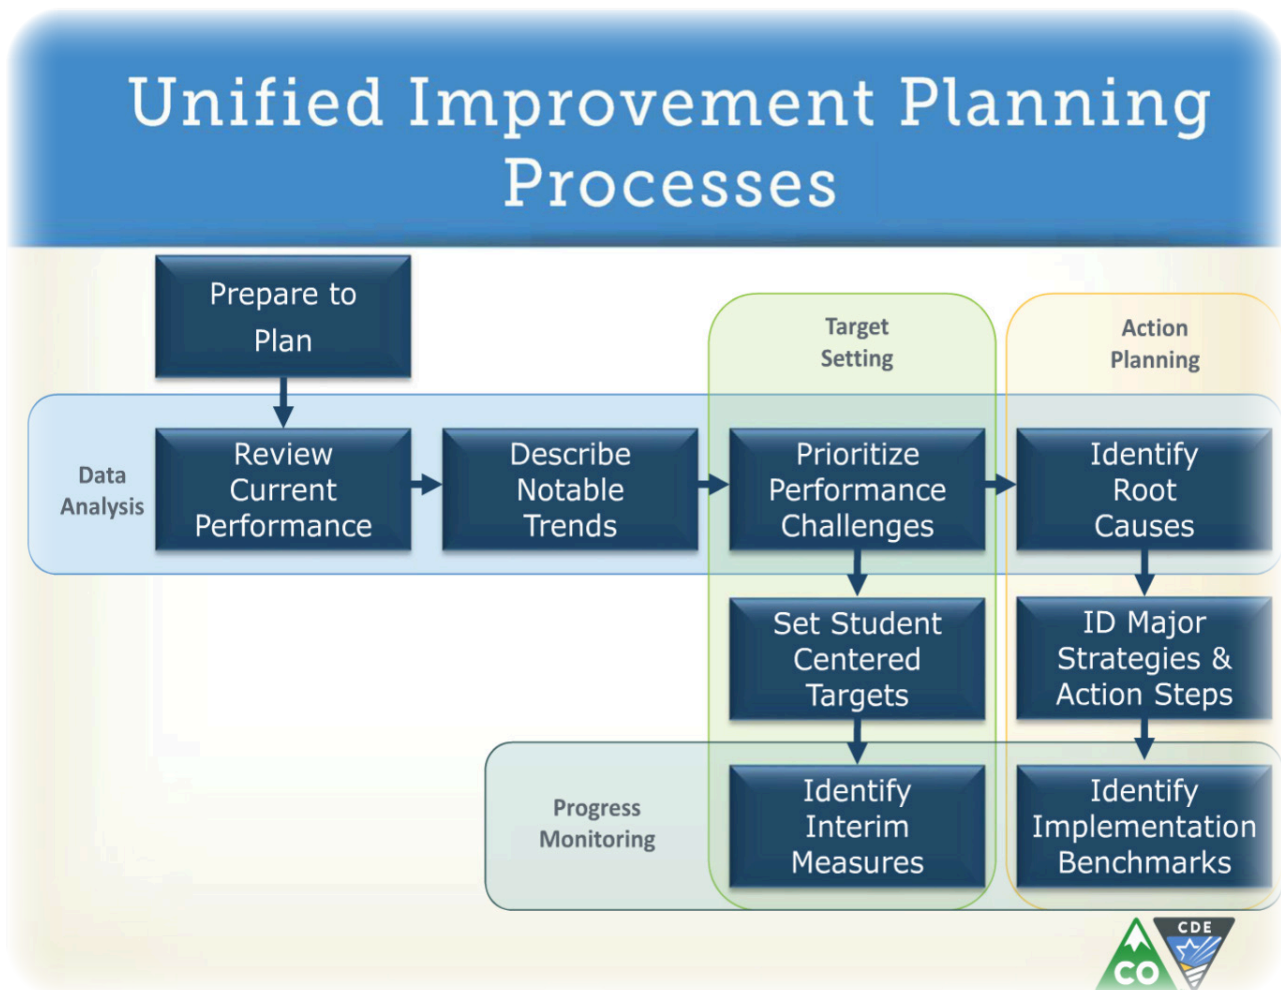 Unified Improvement Planning
Processes
Prepare to
Plan
Target
Setting
Action
Planning
Data
Analysis
Review
Current
Performance
Describe
Notable
Trends
Prioritize
Performance
Challenges
Identify
Root
Causes
Set Student
Centered
Targets
ID Major
Strategies &
Action Steps
Progress
Monitoring
Identify
Interim
Measures
Identify
Implementation
Benchmarks
CO
CDE